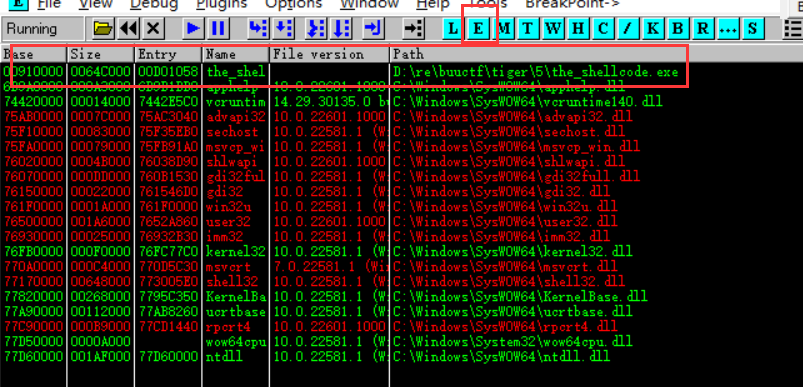 E File View Debug Plugins Options Window Help Tools BreakPoint->
Running L E M T W H C / K B R ... S
Base Size Entry Name File version Path
00910000 0064C000 00D01058 the_shel D:\re\buuctf\tiger\5\the_shellcode.exe
apphelp 10.0.22601.1000 C:\Windows\SysWOW64\apphelp.dll
74420000 00014000 7442E5C0 vcruntim 14.29.30135.0 bu C:\Windows\SysWOW64\vcruntime140.dll
75AB0000 0007C000 75AC3040 advapi32 10.0.22601.1000 C:\Windows\SysWOW64\advapi32.dll
75F10000 00083000 75F35EB0 sechost 10.0.22581.1 (W: C:\Windows\SysWOW64\sechost.dll
75FA0000 00079000 75FB91A0 msvcp_wi 10.0.22581.1 (W: C:\Windows\SysWOW64\msvcp_win.dll
76020000 0004B000 76038D90 shlwapi 10.0.22601.1000 C:\Windows\SysWOW64\shlwapi.dll
76070000 000DD000 760B1530 gdi32ful 10.0.22581.1 (W: C:\Windows\SysWOW64\gdi32full.dll
76150000 00022000 761546D0 gdi32 10.0.22581.1 (W: C:\Windows\SysWOW64\gdi32.dll
761F0000 0001A000 761F0000 win32u 10.0.22581.1 (W: C:\Windows\SysWOW64\win32u.dll
76500000 001A6000 7652A860 user32 10.0.22601.1000 C:\Windows\SysWOW64\user32.dll
76930000 00025000 76932B30 imm32 10.0.22581.1 (W: C:\Windows\SysWOW64\imm32.dll
76FB0000 000F0000 76FC77C0 kernel32 10.0.22581.1 (W: C:\Windows\SysWOW64\kernel32.dll
770A0000 000C4000 770D5C30 msvcrt 7.0.22581.1 (Wi C:\Windows\SysWOW64\msvcrt.dll
77170000 00648000 773005E0 shell32 10.0.22581.1 (W: C:\Windows\SysWOW64\shell32.dll
77820000 00268000 7795C350 KernelBa 10.0.22581.1 (W: C:\Windows\SysWOW64\KernelBase.dll
77A90000 00112000 77AB8260 ucrtbase 10.0.22581.1 (W: C:\Windows\SysWOW64\ucrtbase.dll
77C90000 000B9000 77CD1440 rpcrt4 10.0.22601.1000 C:\Windows\SysWOW64\rpcrt4.dll
77D50000 0000A000 wow64cpu 10.0.22581.1 (W: C:\Windows\System32\wow64cpu.dll
77D60000 001AF000 77D60000 ntdll 10.0.22581.1 (W: C:\Windows\SysWOW64\ntdll.dll